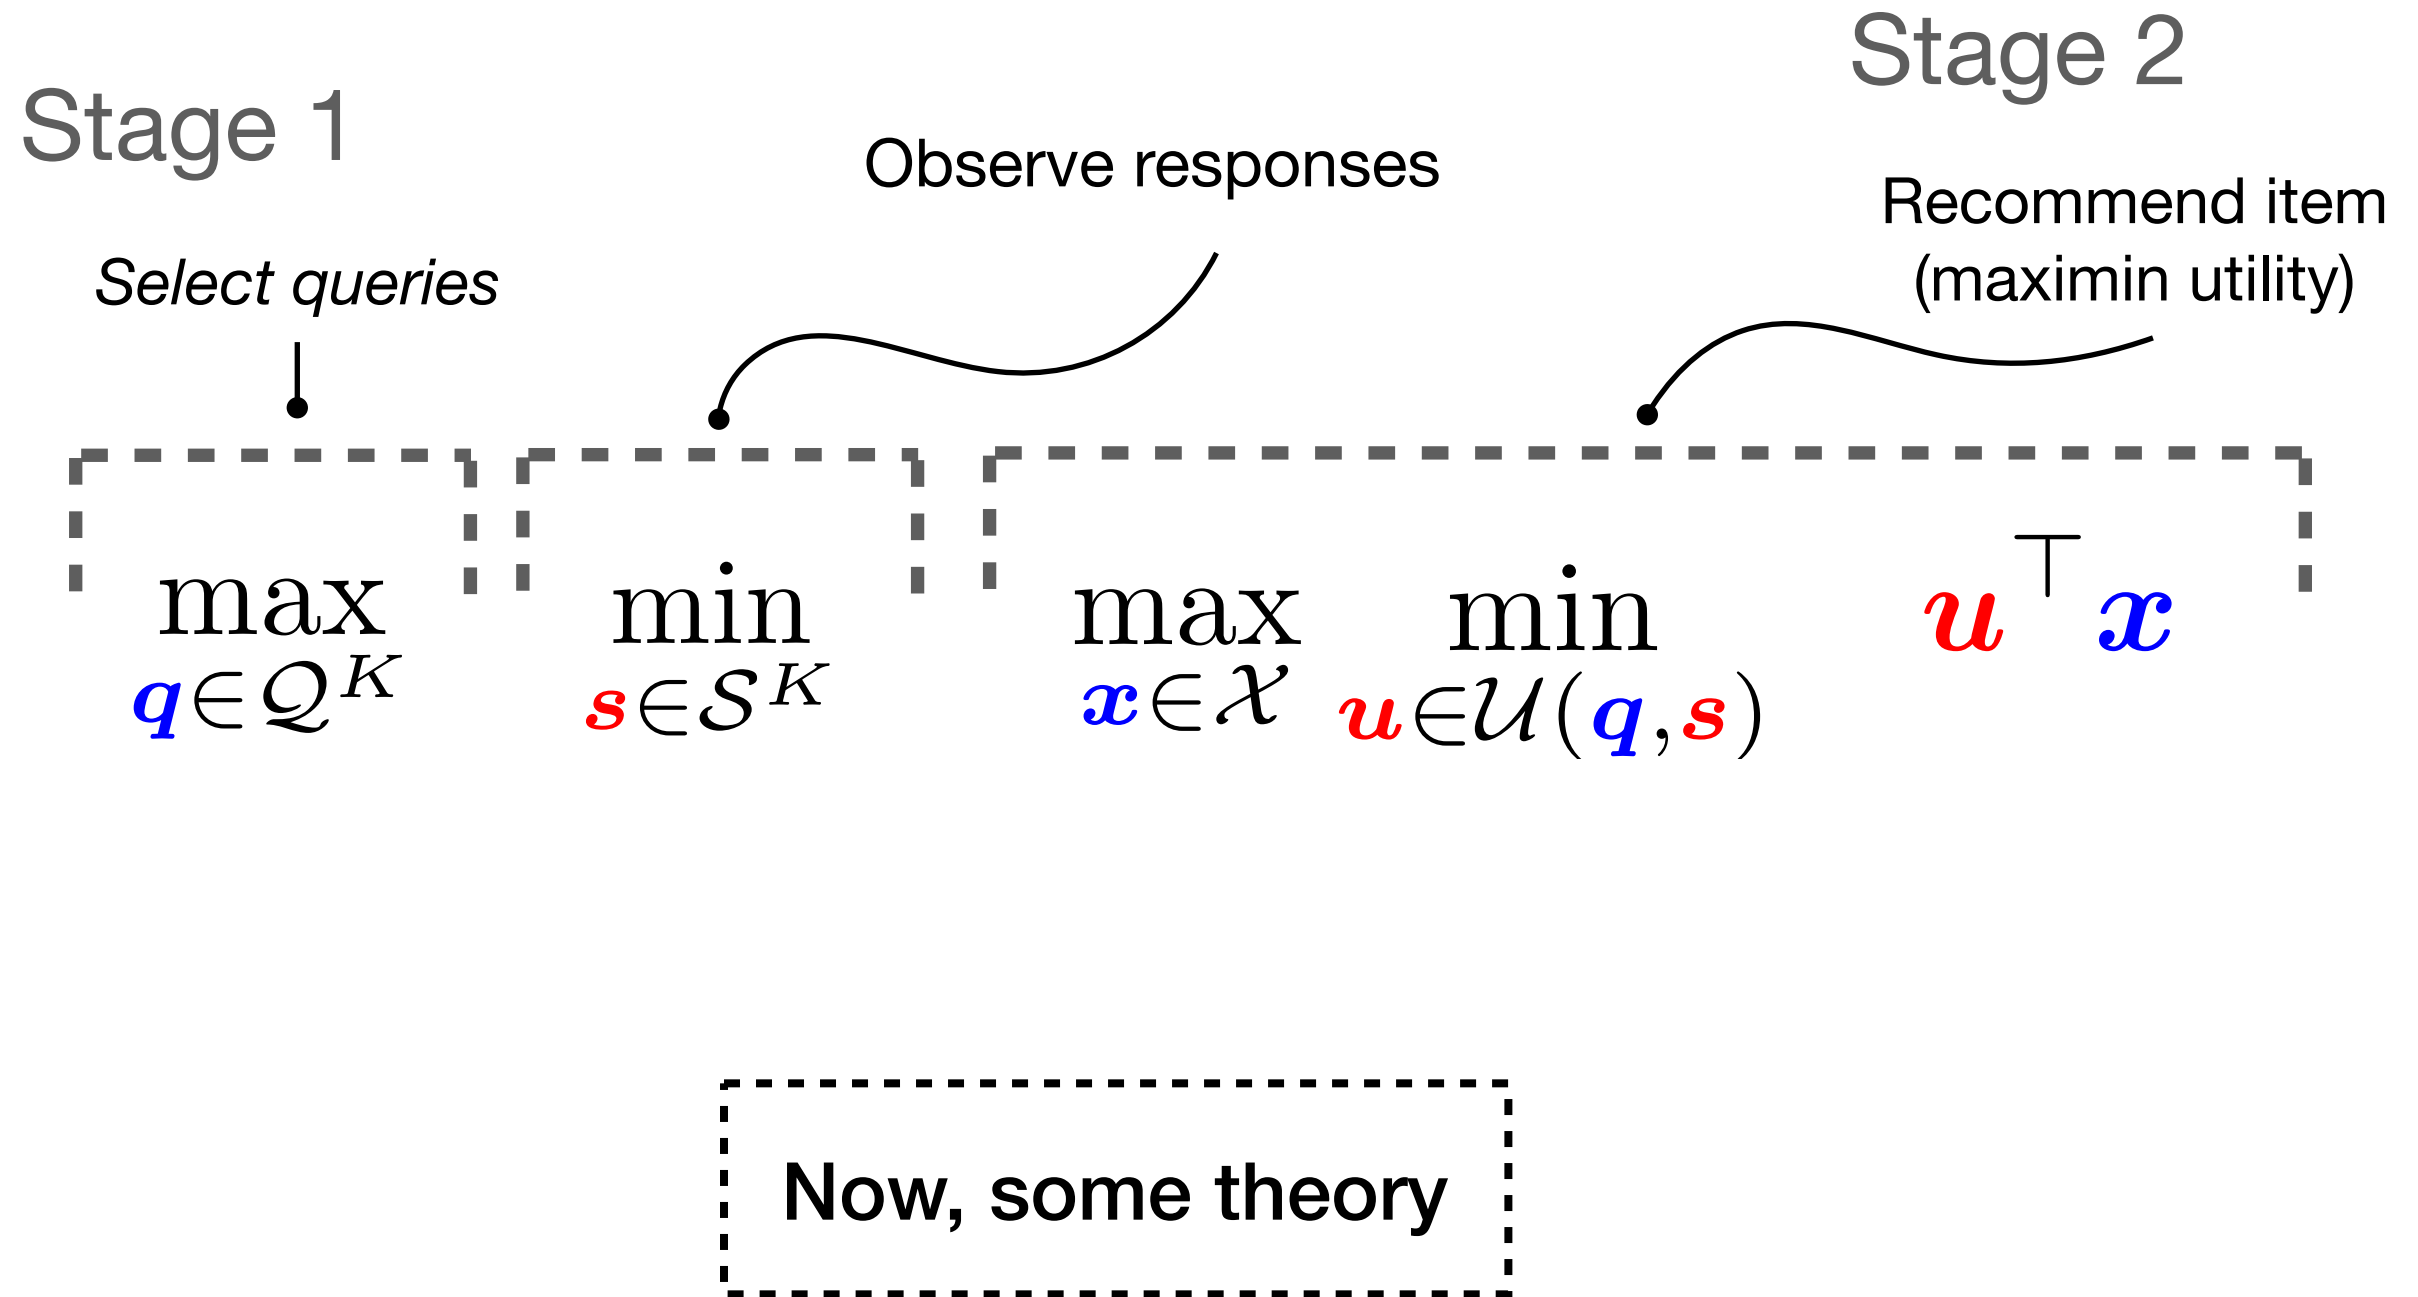 Stage 1
Stage 2
Observe responses
Recommend item
(maximin utility)
Select queries
max min max min u⊤x
q∈𝒬^K s∈𝒮^K x∈𝒳 u∈𝒰(q,s)
Now, some theory